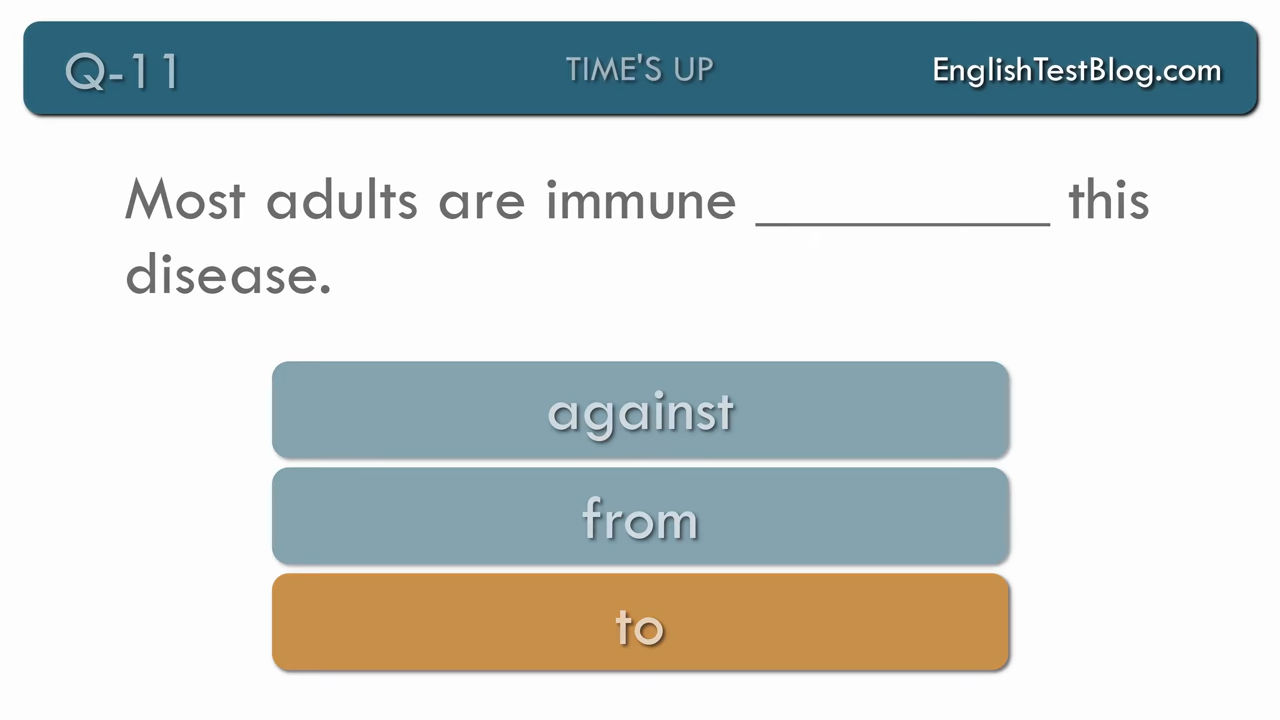 Q-11
TIME'S UP
EnglishTestBlog.com
Most adults are immune __________ this
disease.
against
from
to